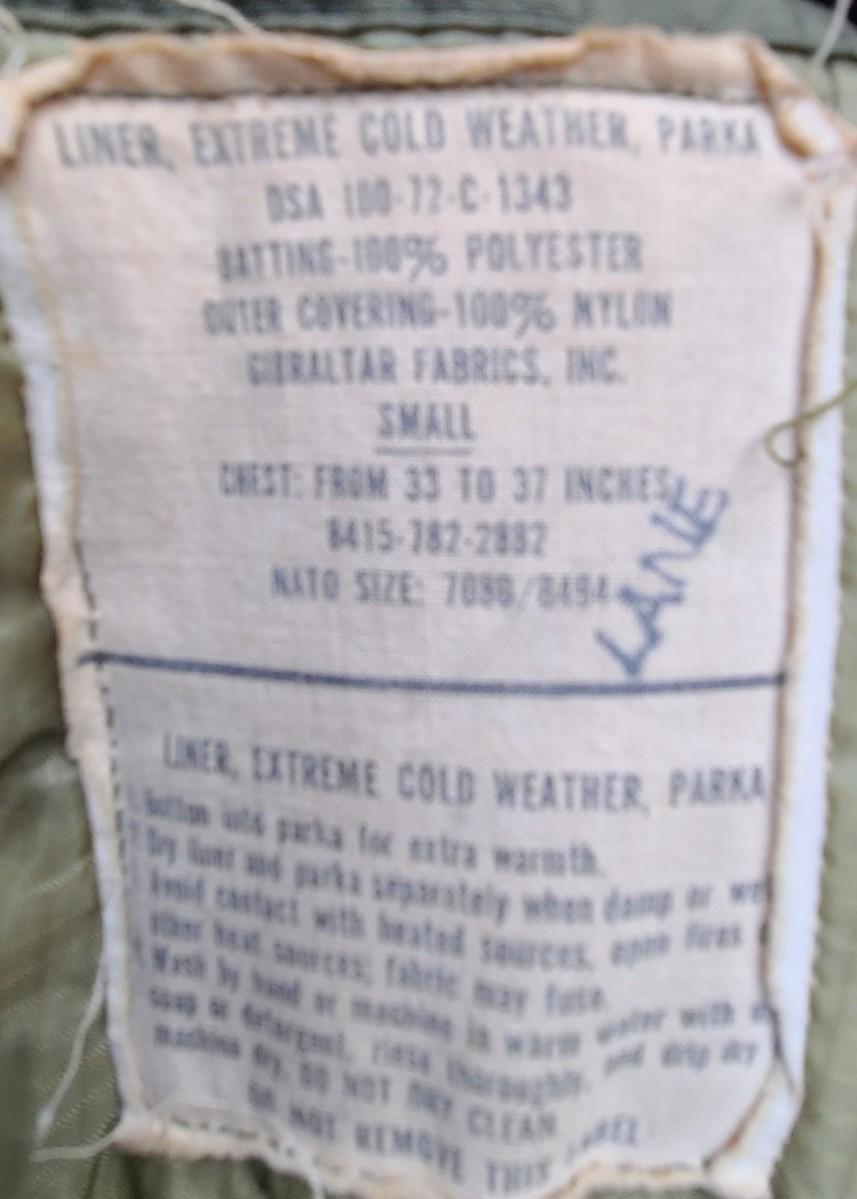 LINER, EXTREME COLD WEATHER, PARKA
DSA 100-72-C-1343
BATTING-100% POLYESTER
OUTER COVERING-100% NYLON
GIBRALTAR FABRICS, INC.
SMALL
CHEST: FROM 33 TO 37 INCHES
8415-782-2882
NATO SIZE: 7080/8494
LANE
LINER, EXTREME COLD WEATHER, PARKA
Button into parka for extra warmth.
Dry liner and parka separately when damp or we
Avoid contact with heated sources, open fires
other heat sources; fabric may fuse.
Wash by hand or machine in warm water with
soap or detergent, rinse thoroughly, and drip dry
machine dry. DO NOT DRY CLEAN
DO NOT REMOVE THIS LABEL